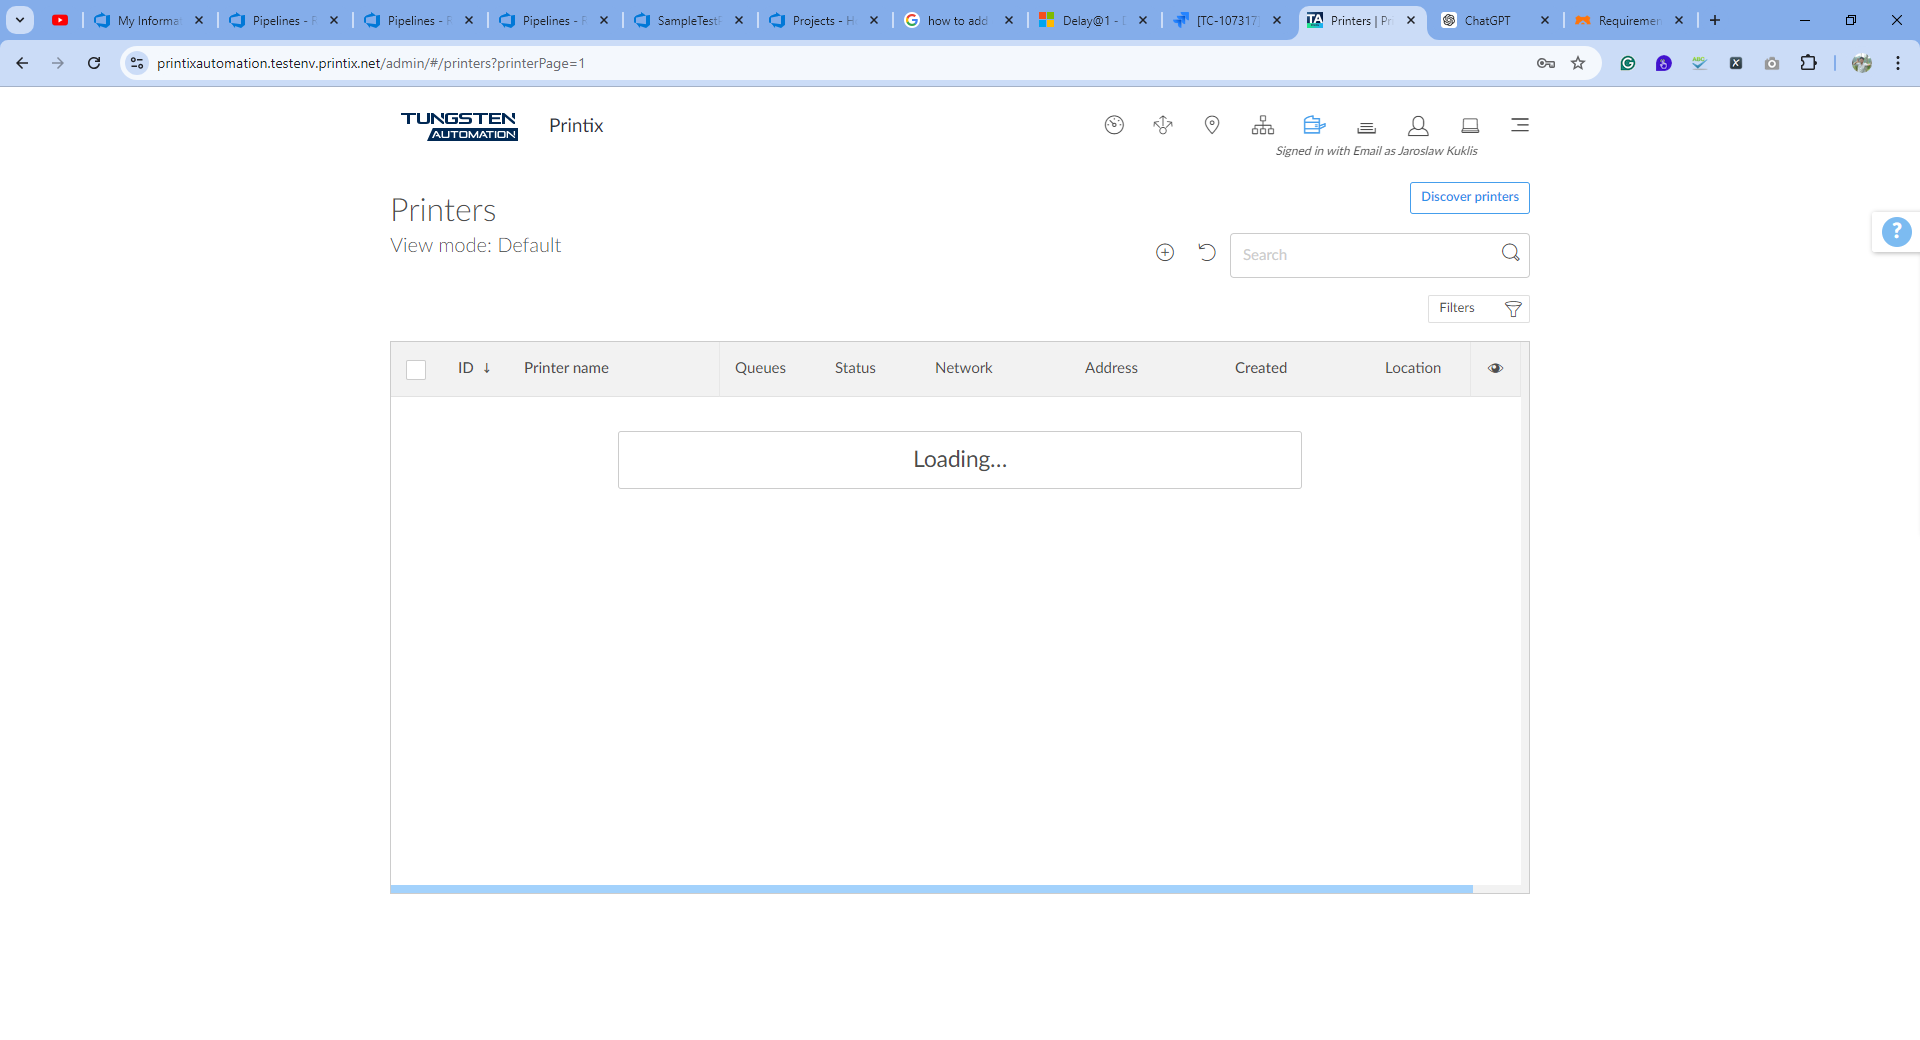 My Informa
Pipelines - R
Pipelines - R
Pipelines - R
SampleTestF
Projects - H
how to add
Delay@1 -
[TC-107317]
Printers | Pri
ChatGPT
Requiremen
printixautomation.testenv.printix.net/admin/#/printers?printerPage=1
TUNGSTEN
AUTOMATION
Printix
Signed in with Email as Jaroslaw Kuklis
Discover printers
Printers
View mode: Default
Search
?
Filters
ID ↓ Printer name Queues Status Network Address Created Location
Loading...